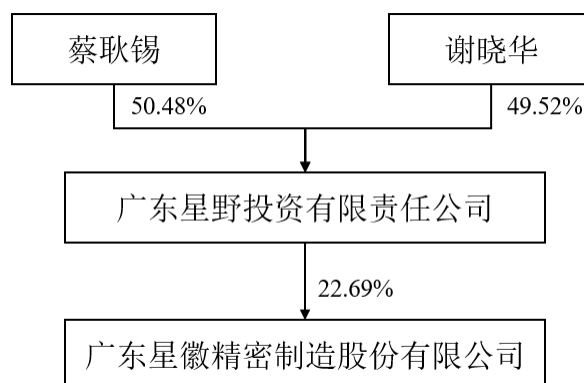 蔡耿锡
谢晓华
50.48%
49.52%
广东星野投资有限责任公司
22.69%
广东星徽精密制造股份有限公司